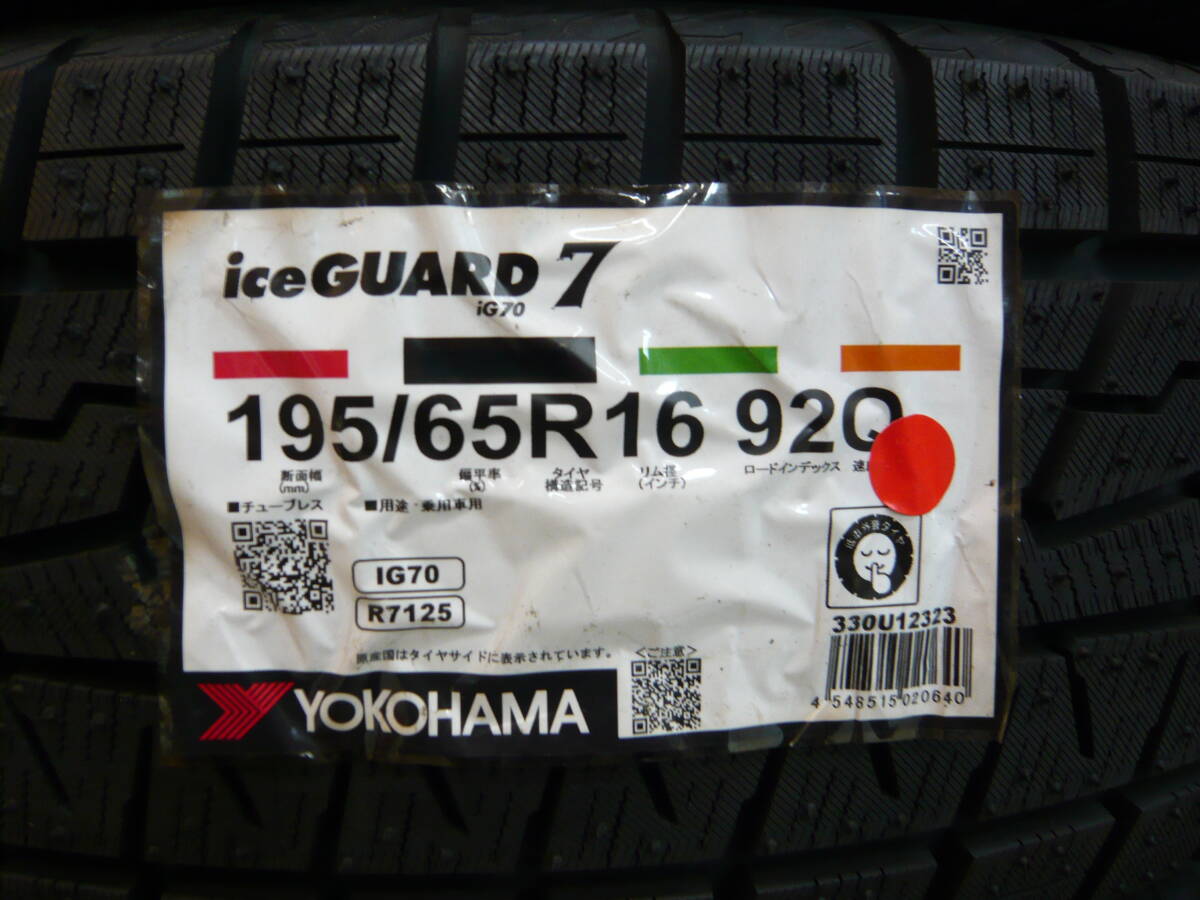 iceGUARD 7
iG70
195/65R16 92Q
断面幅 偏平率 タイヤ リム径 ロードインデックス
(mm) (%) 構造記号 (インチ)
■チューブレス ■用途・乗用車用
IG70
R7125
330U12323
原産国はタイヤサイドに表示されています。 <ご注意>
YOKOHAMA
4 548515 020640